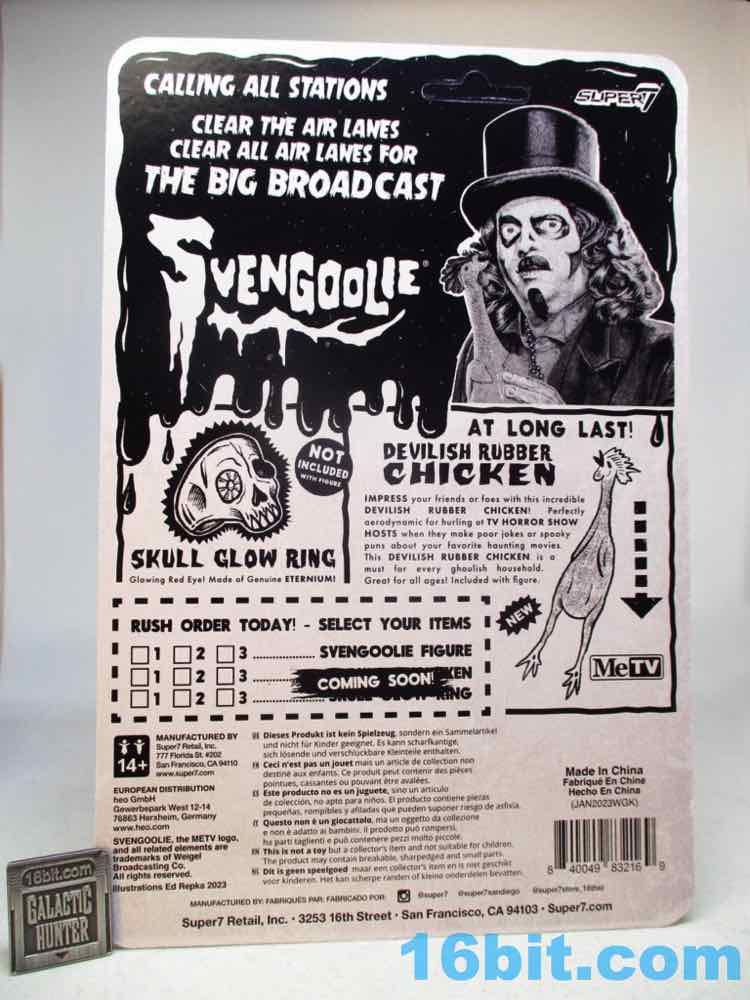 CALLING ALL STATIONS
CLEAR THE AIR LANES
CLEAR ALL AIR LANES FOR
THE BIG BROADCAST
SUPER7
SVENGOOLIE®
NOT
INCLUDED
WITH FIGURE
SKULL GLOW RING
Glowing Red Eye! Made of Genuine ETERNIUM!
AT LONG LAST!
DEVILISH RUBBER
CHICKEN
IMPRESS your friends or foes with this incredible
DEVILISH RUBBER CHICKEN! Perfectly
aerodynamic for hurling at TV HORROR SHOW
HOSTS when they make poor jokes or spooky
puns about your favorite haunting movies.
This DEVILISH RUBBER CHICKEN is a
must for every ghoulish household.
Great for all ages! Included with figure.
NEW
MeTV
RUSH ORDER TODAY! - SELECT YOUR ITEMS
1 2 3 SVENGOOLIE FIGURE
1 2 3 COMING SOON! KEN
1 2 3 RING
14+
MANUFACTURED BY
Super7 Retail, Inc.
777 Florida St. #202
San Francisco, CA 94110
www.super7.com
EUROPEAN DISTRIBUTION
heo GmbH
Gewerbepark West 12-14
76863 Herxheim, Germany
www.heo.com
SVENGOOLIE, the METV logo,
and all related elements are
trademarks of Weigel
Broadcasting Co.
All rights reserved.
Illustrations Ed Repka 2023
Dieses Produkt ist kein Spielzeug, sondern ein Sammelartikel
und nicht für Kinder geeignet. Es kann scharfkantige,
sich lösende und verschluckbare Kleinteile enthalten.
Ceci n'est pas un jouet mais un article de collection non
destiné aux enfants. Ce produit peut contenir des pièces
pointues, cassantes ou pouvant être avalées.
Este producto no es un juguete, sino un artículo
de colección, no apto para niños. El producto contiene piezas
pequeñas, rompibles y afiladas que pueden suponer riesgo de asfixia.
Questo non è un giocattolo, ma un oggetto da collezione
e non è adatto ai bambini. Il prodotto può rompersi,
ha parti taglienti e può contenere pezzi molto piccole.
This is not a toy but a collector's item and not suitable for children.
The product may contain breakable, sharpedged and small parts.
Dit is geen speelgoed maar een collector's item en is niet geschikt
voor kinderen. Het kan scherpe randen of kleine onderdelen bevatten.
Made in China
Fabriqué En Chine
Hecho En China
(JAN2023WGK)
8 40049 83216 9
MANUFACTURED BY: FABRIQUÉS PAR: FABRICADO POR: @super7 @super7sandiego @super7store_16thst
Super7 Retail, Inc. • 3253 16th Street • San Francisco, CA 94103 • Super7.com
16bit.com
GALACTIC
HUNTER
16bit.com